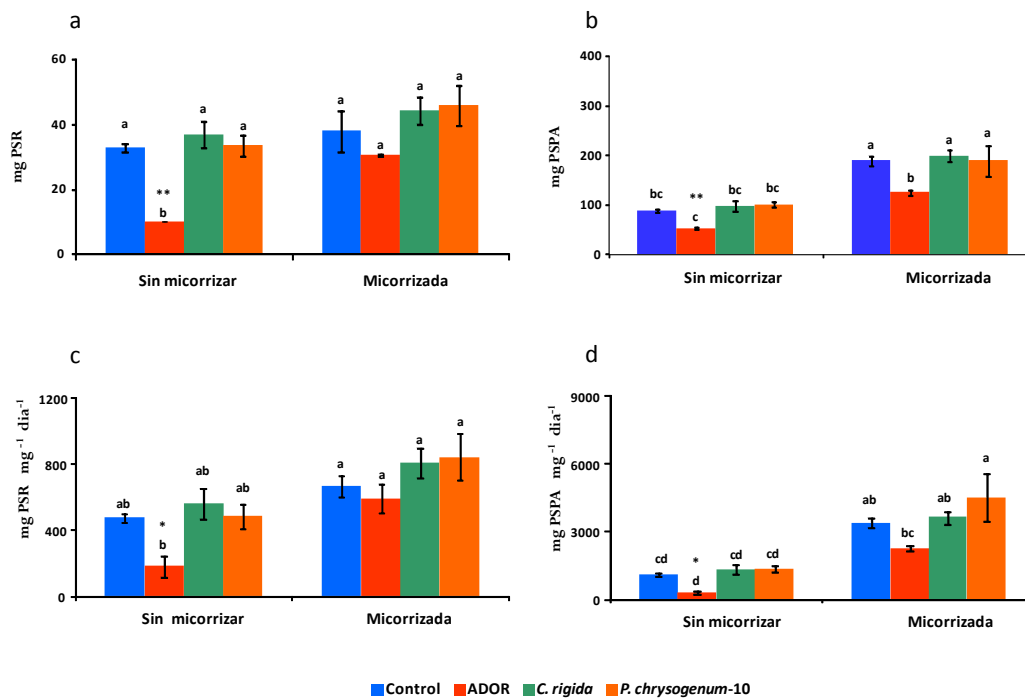 a
mg PSR
60
40
20
0
a
**
b
a
a
a
a
a
a
Sin micorrizar
Micorrizada
b
mg PSPA
400
300
200
100
0
bc
**
c
bc
bc
a
b
a
a
Sin micorrizar
Micorrizada
c
mg PSR mg⁻¹ dia⁻¹
1200
800
400
0
ab
*
b
ab
ab
a
a
a
a
Sin micorrizar
Micorrizada
d
mg PSPA mg⁻¹ dia⁻¹
9000
6000
3000
0
cd
*
d
cd
cd
ab
bc
ab
a
Sin micorrizar
Micorrizada
Control ADOR C. rigida P. chrysogenum-10